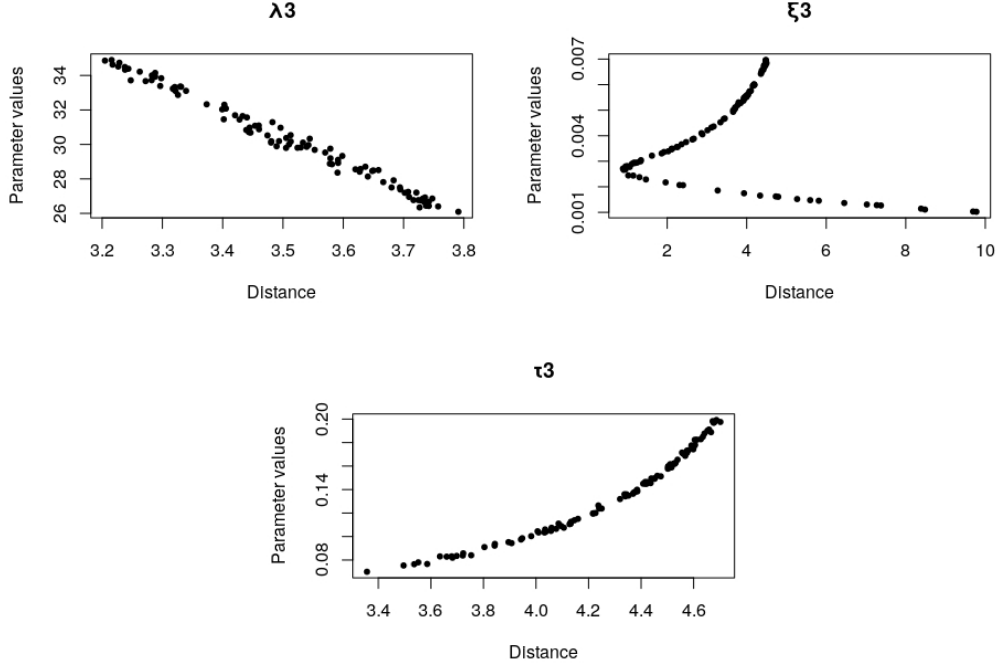 λ3
ξ3
Parameter values
34
32
30
28
26
3.2 3.3 3.4 3.5 3.6 3.7 3.8
Distance
Parameter values
0.007
0.004
0.001
2 4 6 8 10
Distance
τ3
Parameter values
0.20
0.14
0.08
3.4 3.6 3.8 4.0 4.2 4.4 4.6
Distance